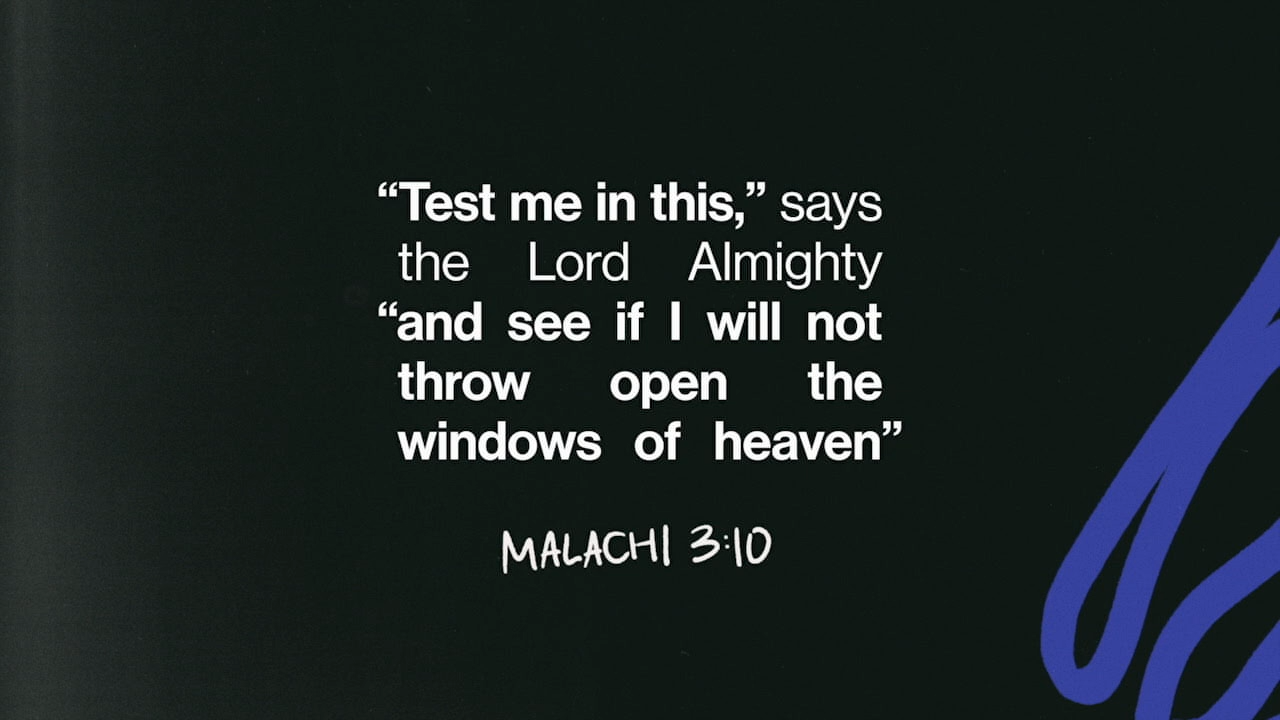 “Test me in this,” says
the Lord Almighty
“and see if I will not
throw open the
windows of heaven”
MALACHI 3:10